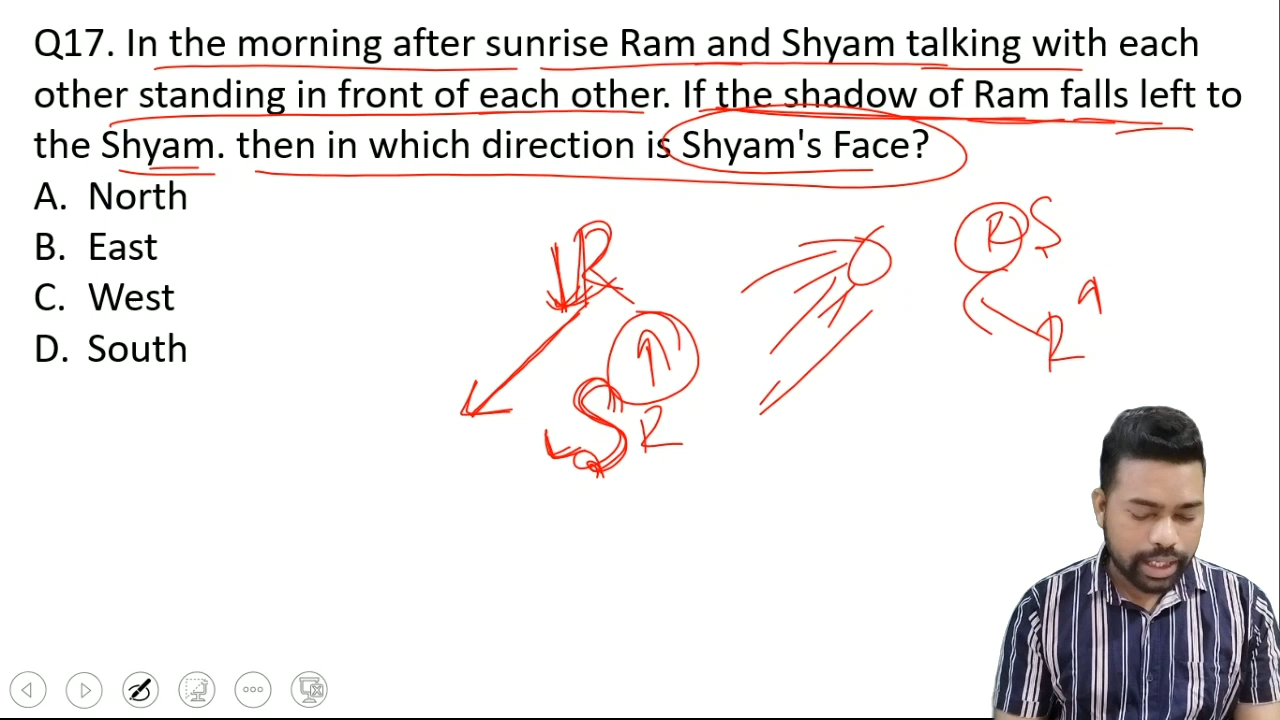 Q17. In the morning after sunrise Ram and Shyam talking with each
other standing in front of each other. If the shadow of Ram falls left to
the Shyam. then in which direction is Shyam's Face?
A. North
B. East
C. West
D. South
R
S
R
R S
R